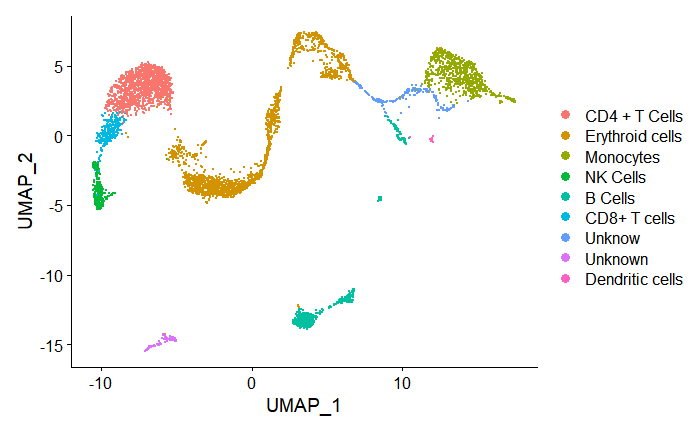 5
0
-5
-10
-15
UMAP_2
-10
0
10
UMAP_1
CD4 + T Cells
Erythroid cells
Monocytes
NK Cells
B Cells
CD8+ T cells
Unknow
Unknown
Dendritic cells